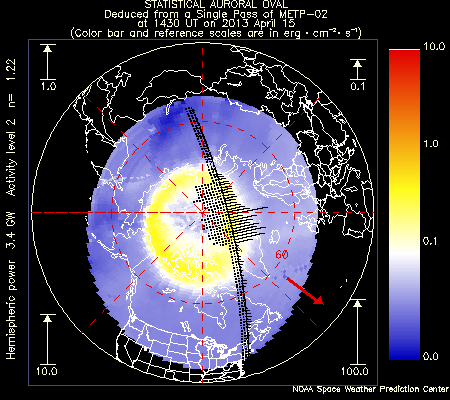 STATISTICAL AURORAL OVAL
Deduced from a Single Pass of METP-02
at 1430 UT on 2013 April 15
(Color bar and reference scales are in erg · cm⁻² · s⁻¹)
Hemispheric power 3.4 GW Activity level 2 n= 1.22
1.0
0.1
10.0
100.0
60
10.0
1.0
0.1
0.0
NOAA Space Weather Prediction Center